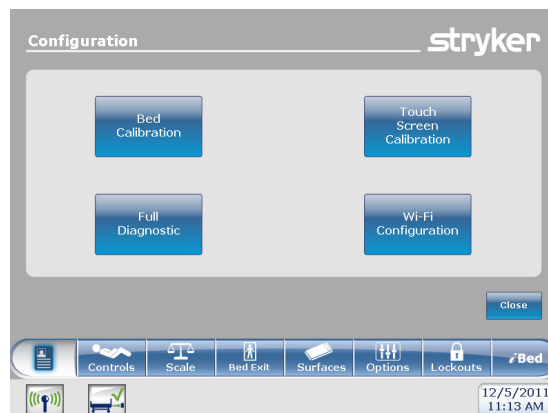 Configuration
stryker
Bed
Calibration
Touch
Screen
Calibration
Full
Diagnostic
Wi-Fi
Configuration
Close
Controls
Scale
Bed Exit
Surfaces
Options
Lockouts
iBed
12/5/2011
11:13 AM